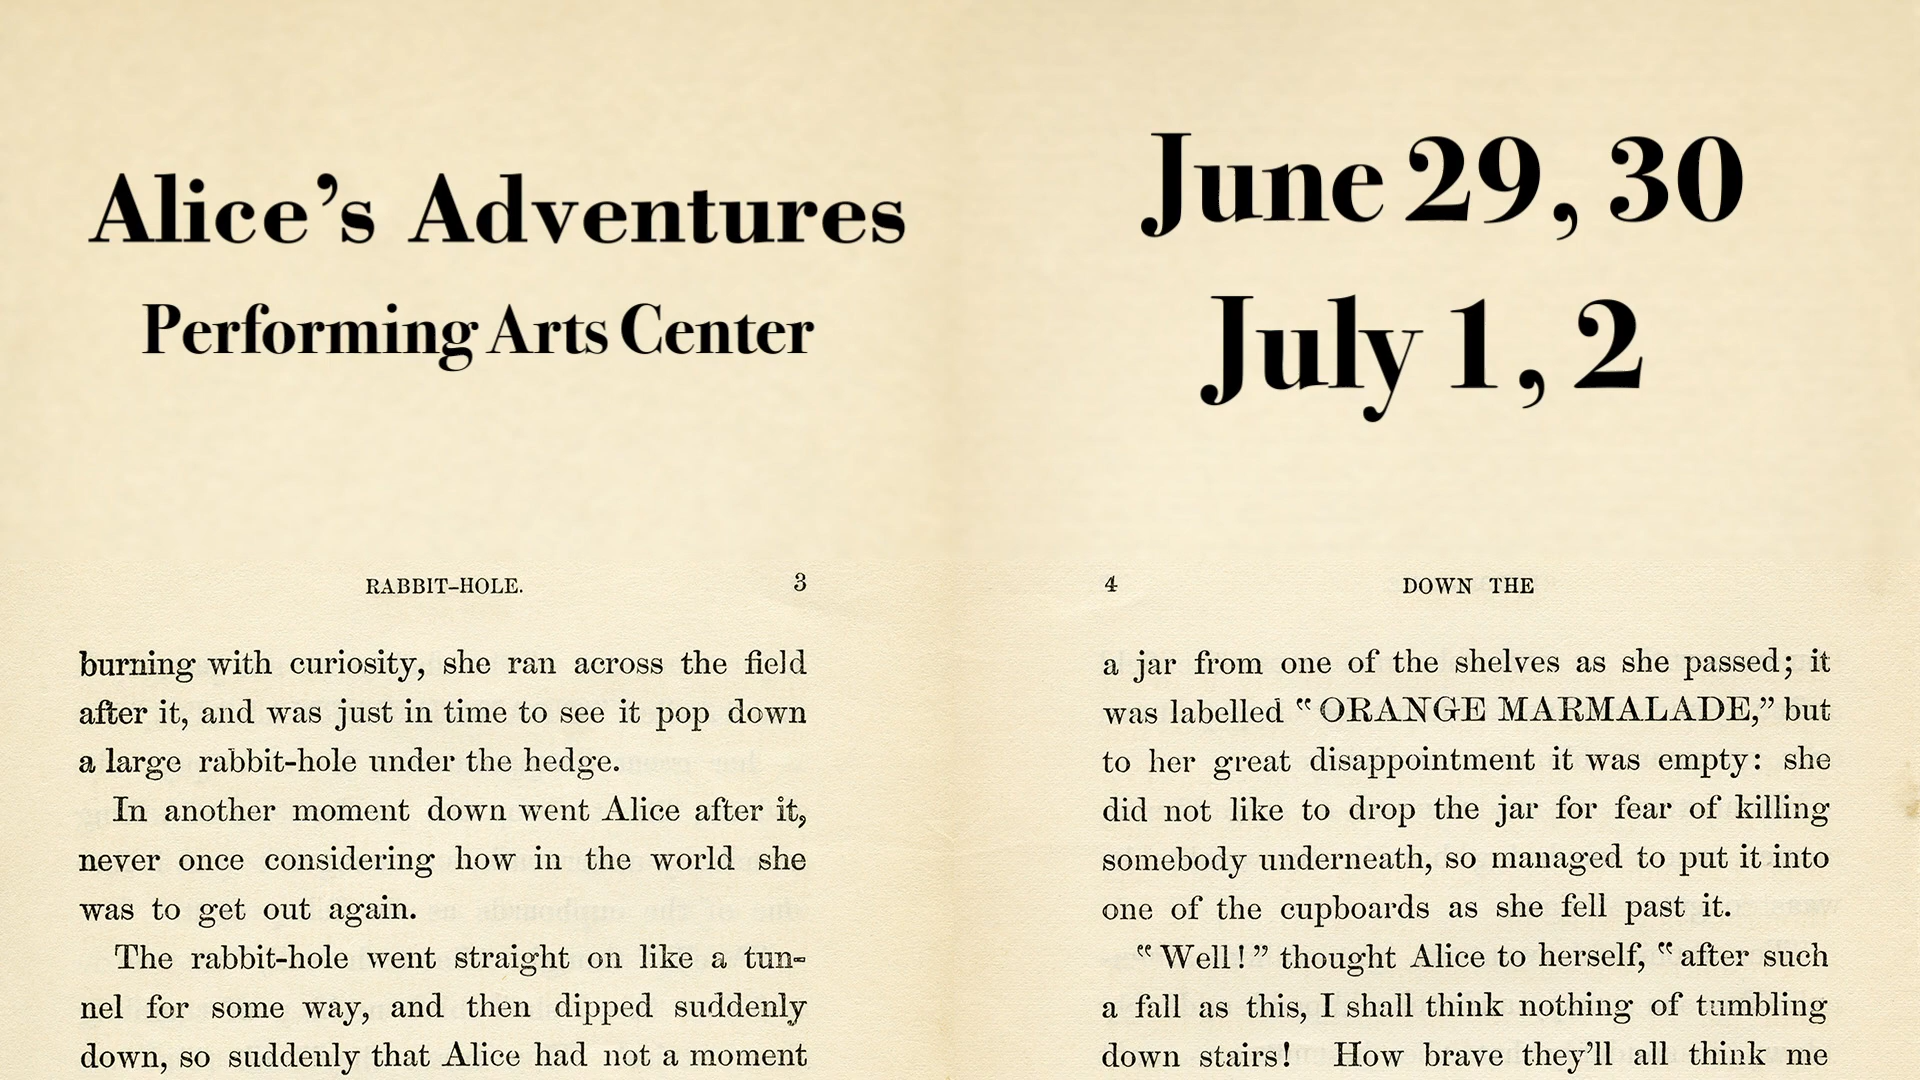 Alice’s Adventures
Performing Arts Center
RABBIT-HOLE. 3
burning with curiosity, she ran across the field
after it, and was just in time to see it pop down
a large rabbit-hole under the hedge.
In another moment down went Alice after it,
never once considering how in the world she
was to get out again.
The rabbit-hole went straight on like a tun-
nel for some way, and then dipped suddenly
down, so suddenly that Alice had not a moment
June 29, 30
July 1, 2
4 DOWN THE
a jar from one of the shelves as she passed; it
was labelled “ORANGE MARMALADE,” but
to her great disappointment it was empty: she
did not like to drop the jar for fear of killing
somebody underneath, so managed to put it into
one of the cupboards as she fell past it.
“Well!” thought Alice to herself, “after such
a fall as this, I shall think nothing of tumbling
down stairs! How brave they’ll all think me